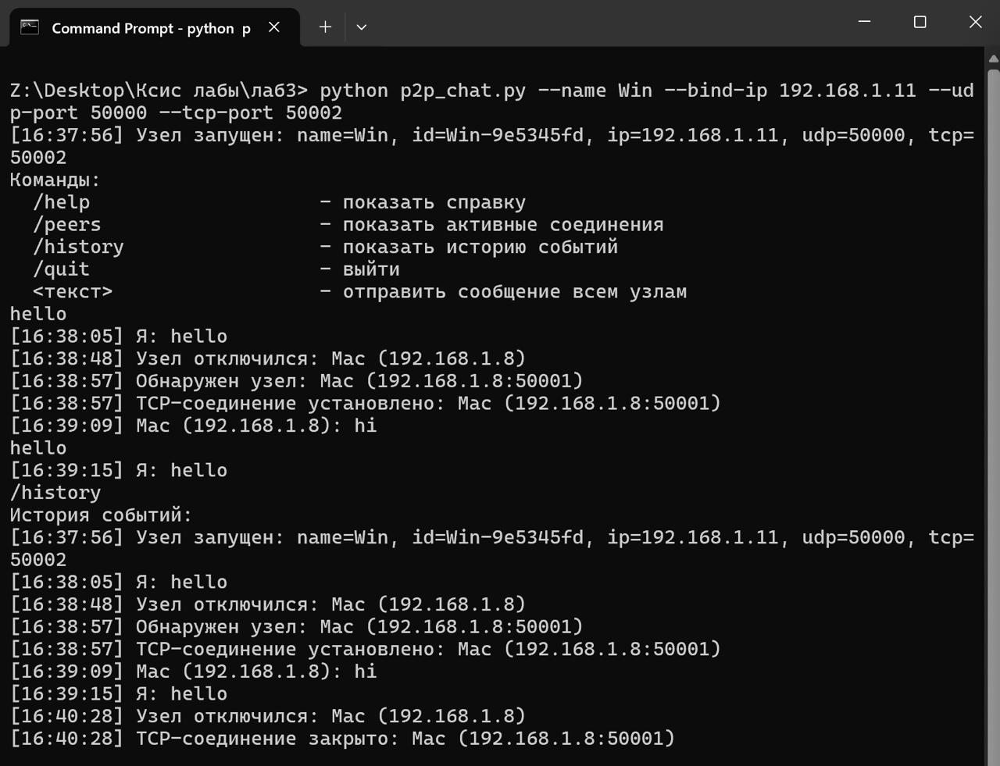 Command Prompt - python  p
Z:\Desktop\Ксис лабы\лаб3> python p2p_chat.py --name Win --bind-ip 192.168.1.11 --ud
p-port 50000 --tcp-port 50002
[16:37:56] Узел запущен: name=Win, id=Win-9e5345fd, ip=192.168.1.11, udp=50000, tcp=
50002
Команды:
  /help                    - показать справку
  /peers                   - показать активные соединения
  /history                 - показать историю событий
  /quit                    - выйти
  <текст>                  - отправить сообщение всем узлам
hello
[16:38:05] Я: hello
[16:38:48] Узел отключился: Mac (192.168.1.8)
[16:38:57] Обнаружен узел: Mac (192.168.1.8:50001)
[16:38:57] TCP-соединение установлено: Mac (192.168.1.8:50001)
[16:39:09] Mac (192.168.1.8): hi
hello
[16:39:15] Я: hello
/history
История событий:
[16:37:56] Узел запущен: name=Win, id=Win-9e5345fd, ip=192.168.1.11, udp=50000, tcp=
50002
[16:38:05] Я: hello
[16:38:48] Узел отключился: Mac (192.168.1.8)
[16:38:57] Обнаружен узел: Mac (192.168.1.8:50001)
[16:38:57] TCP-соединение установлено: Mac (192.168.1.8:50001)
[16:39:09] Mac (192.168.1.8): hi
[16:39:15] Я: hello
[16:40:28] Узел отключился: Mac (192.168.1.8)
[16:40:28] TCP-соединение закрыто: Mac (192.168.1.8:50001)